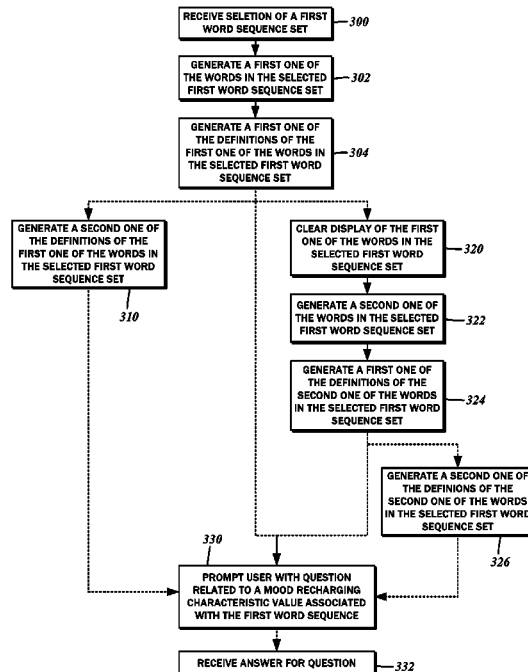 RECEIVE SELETION OF A FIRST
WORD SEQUENCE SET
300
GENERATE A FIRST ONE OF
THE WORDS IN THE SELECTED
FIRST WORD SEQUENCE SET
302
GENERATE A FIRST ONE OF
THE DEFINITIONS OF THE
FIRST ONE OF THE WORDS IN
THE SELECTED FIRST WORD
SEQUENCE SET
304
GENERATE A SECOND ONE OF
THE DEFINITIONS OF THE
FIRST ONE OF THE WORDS IN
THE SELECTED FIRST WORD
SEQUENCE SET
310
CLEAR DISPLAY OF THE FIRST
ONE OF THE WORDS IN THE
SELECTED FIRST WORD
SEQUENCE SET
320
GENERATE A SECOND ONE OF
THE WORDS IN THE SELECTED
FIRST WORD SEQUENCE SET
322
GENERATE A FIRST ONE OF
THE DEFINITIONS OF THE
SECOND ONE OF THE WORDS
IN THE SELECTED FIRST WORD
SEQUENCE SET
324
GENERATE A SECOND ONE OF
THE DEFINIONS OF THE
SECOND ONE OF THE WORDS
IN THE SELECTED FIRST WORD
SEQUENCE SET
326
330
PROMPT USER WITH QUESTION
RELATED TO A MOOD RECHARGING
CHARACTERISTIC VALUE ASSOCIATED
WITH THE FIRST WORD SEQUENCE
RECEIVE ANSWER FOR QUESTION
332